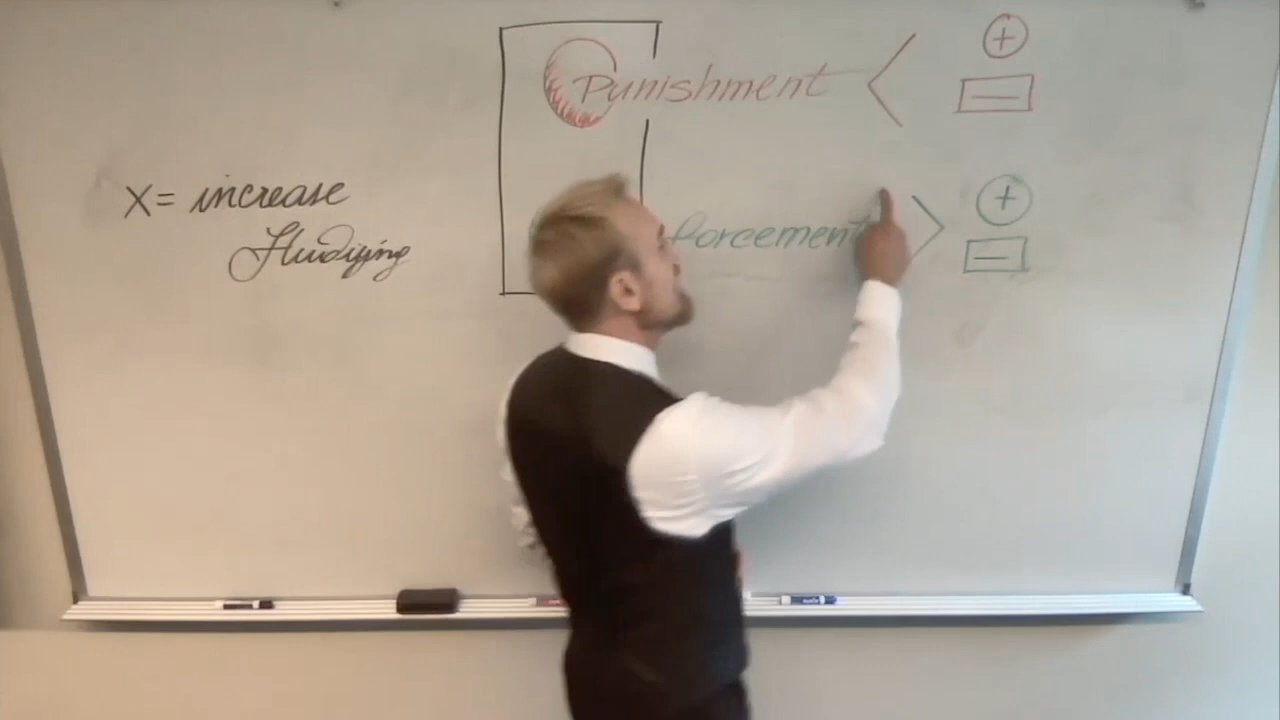 Punishment < +
−
X = increase
Studying
forcement > +
−